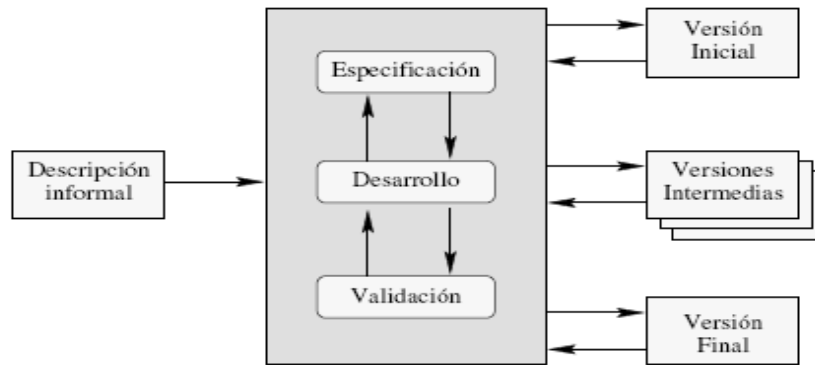 Descripción
informal
Especificación
Desarrollo
Validación
Versión
Inicial
Versiones
Intermedias
Versión
Final